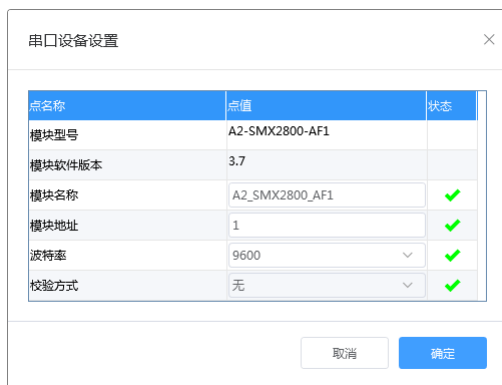 串口设备设置
点名称 点值 状态
模块型号 A2-SMX2800-AF1
模块软件版本 3.7
模块名称 A2_SMX2800_AF1
模块地址 1
波特率 9600
校验方式 无
取消 确定